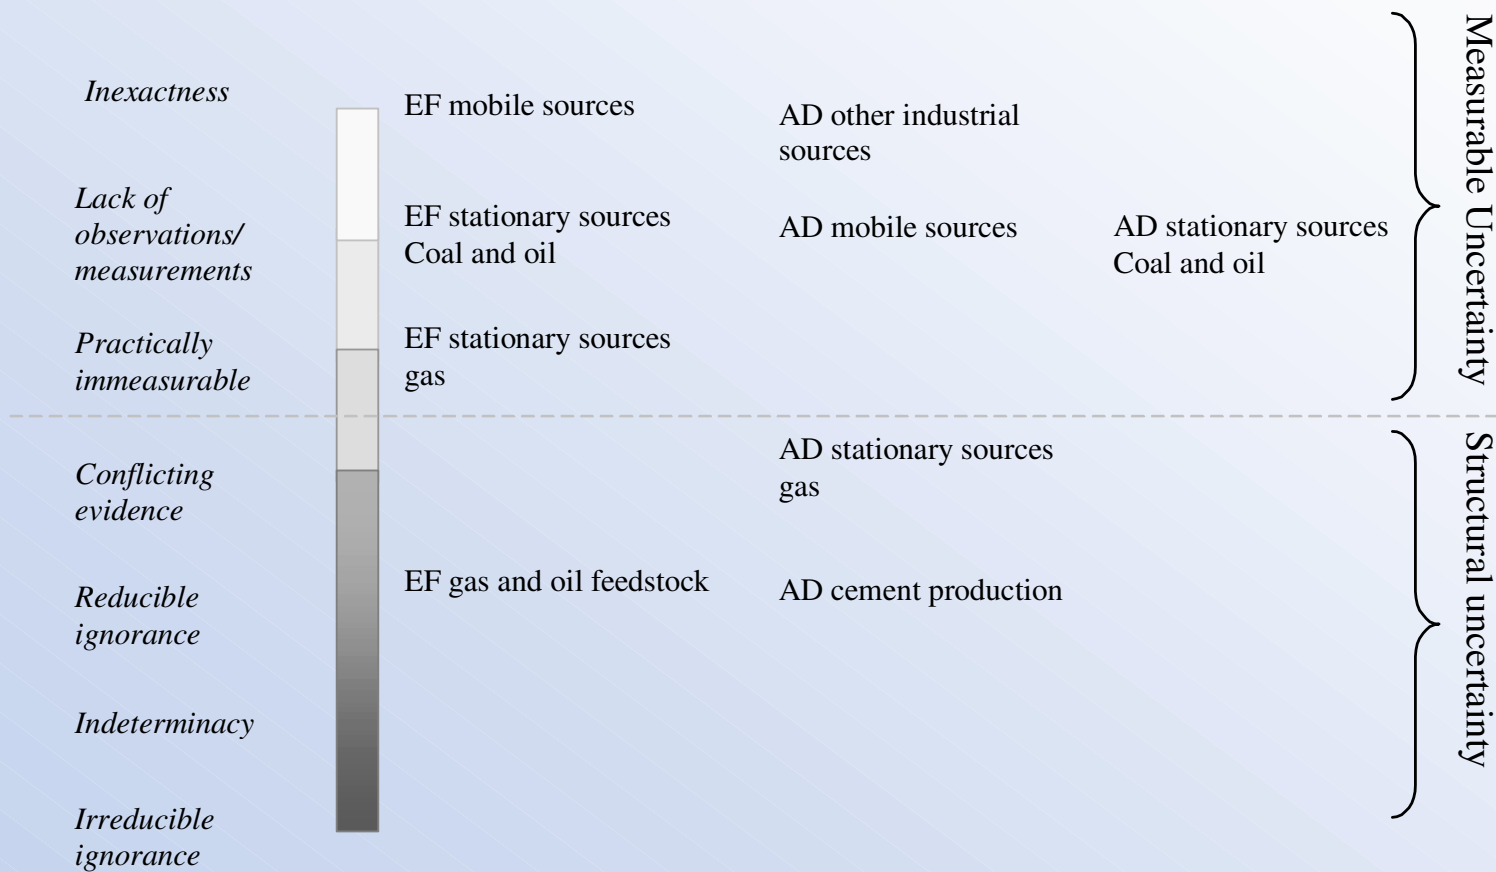 Inexactness
Lack of
observations/
measurements
Practically
immeasurable
Conflicting
evidence
Reducible
ignorance
Indeterminacy
Irreducible
ignorance
EF mobile sources
EF stationary sources
Coal and oil
EF stationary sources
gas
EF gas and oil feedstock
AD other industrial
sources
AD mobile sources
AD stationary sources
gas
AD cement production
AD stationary sources
Coal and oil
Measurable Uncertainty
Structural uncertainty